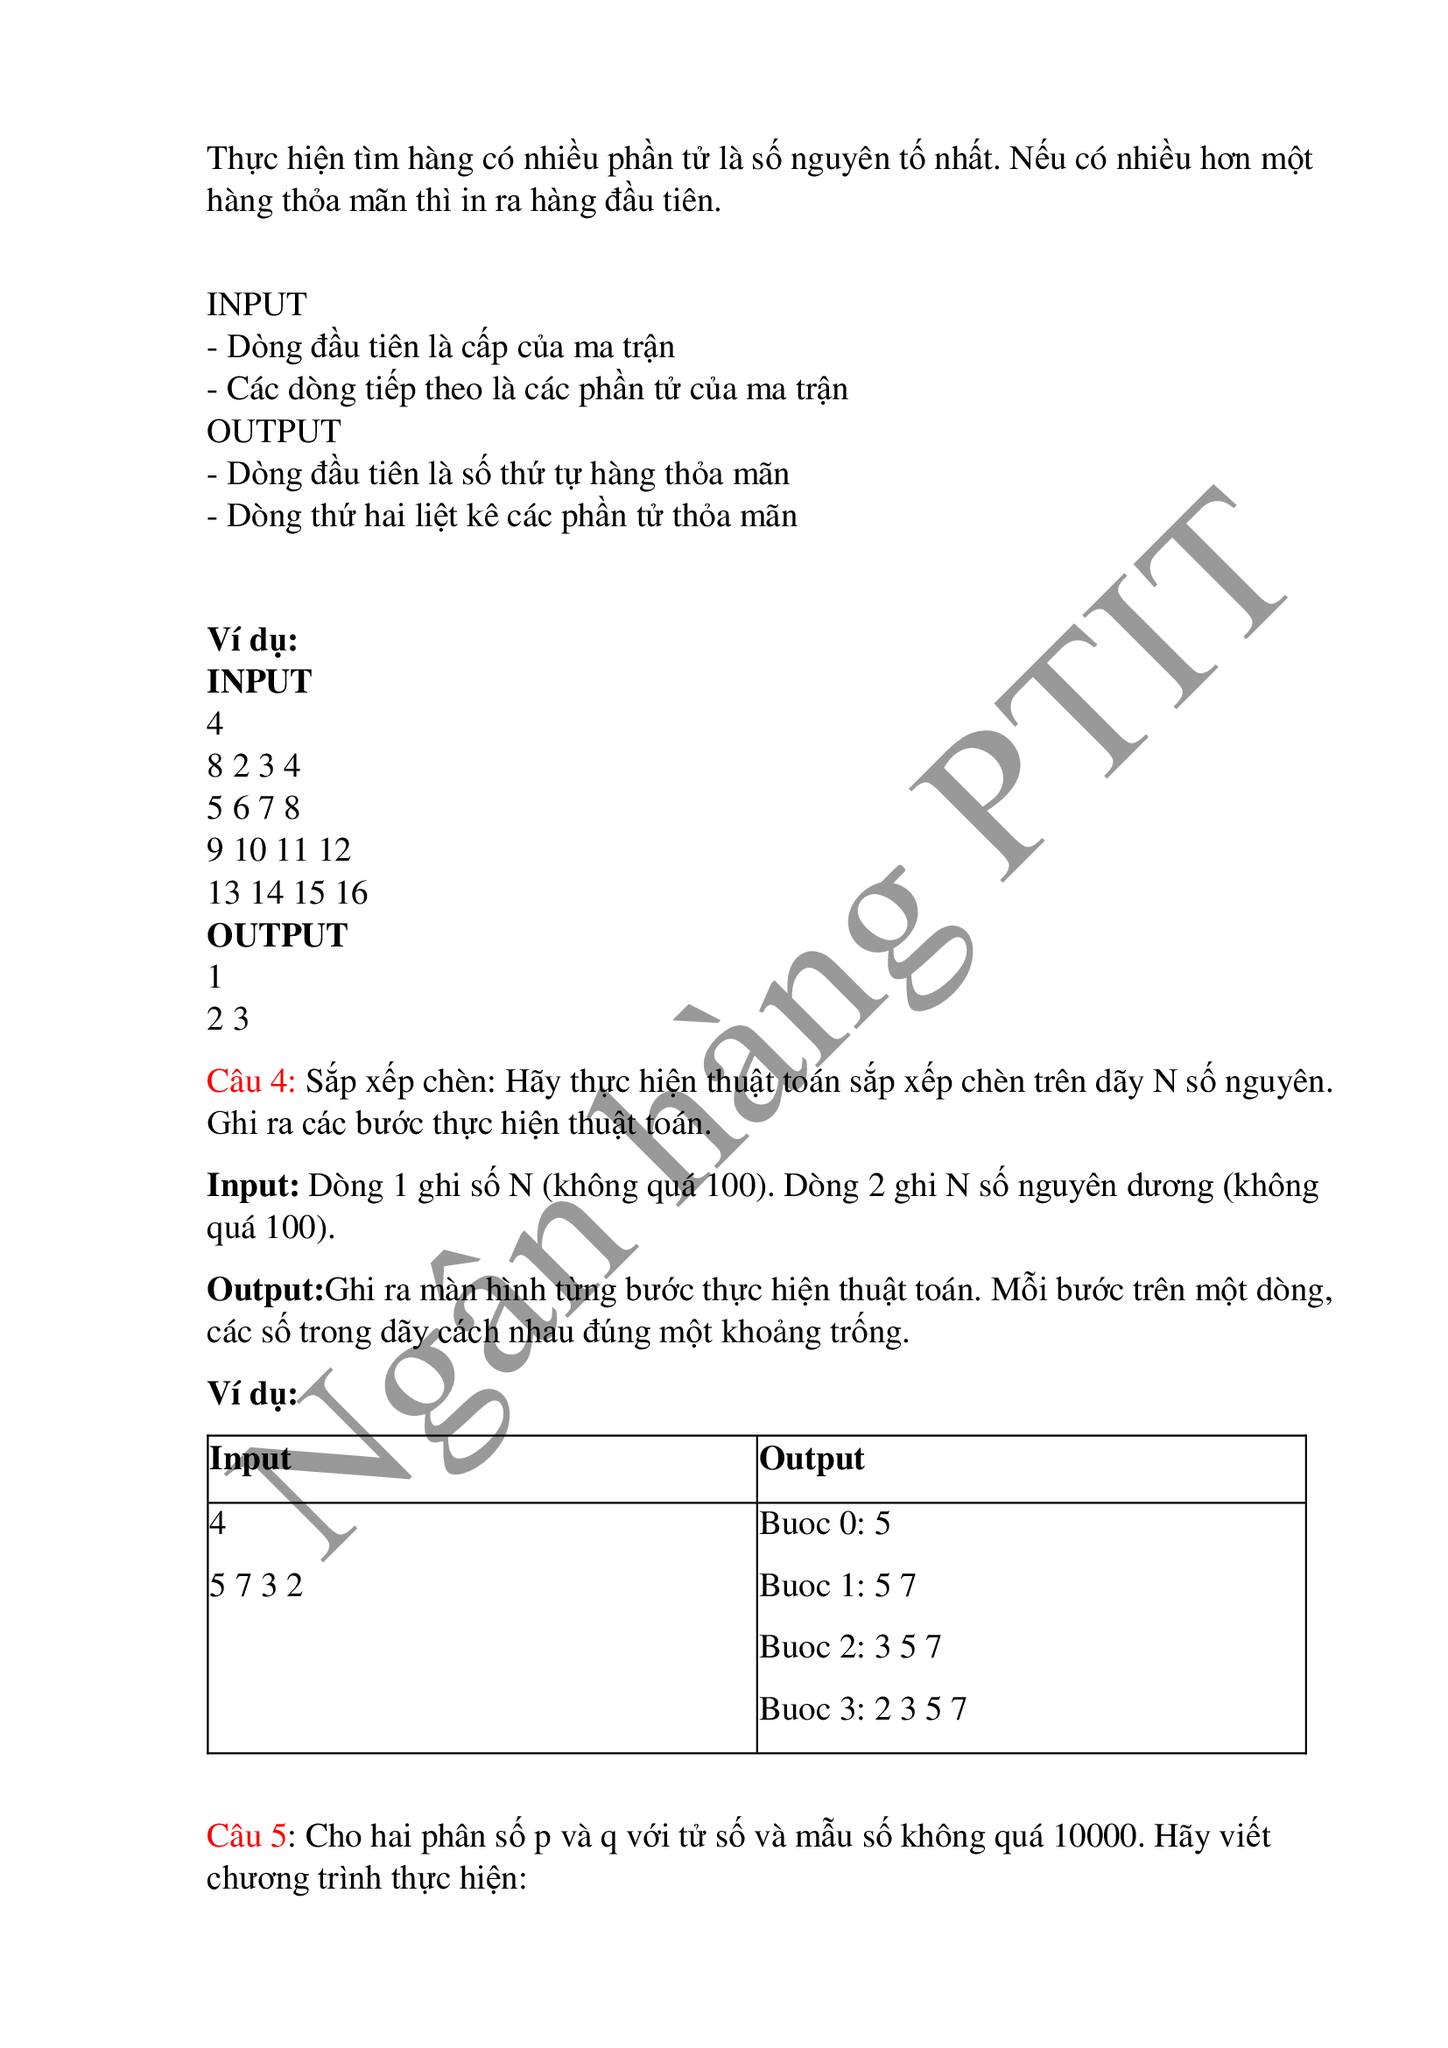 Thực hiện tìm hàng có nhiều phần tử là số nguyên tố nhất. Nếu có nhiều hơn một
hàng thỏa mãn thì in ra hàng đầu tiên.
INPUT
- Dòng đầu tiên là cấp của ma trận
- Các dòng tiếp theo là các phần tử của ma trận
OUTPUT
- Dòng đầu tiên là số thứ tự hàng thỏa mãn
- Dòng thứ hai liệt kê các phần tử thỏa mãn
Ví dụ:
INPUT
4
8 2 3 4
5 6 7 8
9 10 11 12
13 14 15 16
OUTPUT
1
2 3
Câu 4: Sắp xếp chèn: Hãy thực hiện thuật toán sắp xếp chèn trên dãy N số nguyên.
Ghi ra các bước thực hiện thuật toán.
Input: Dòng 1 ghi số N (không quá 100). Dòng 2 ghi N số nguyên dương (không
quá 100).
Output:Ghi ra màn hình từng bước thực hiện thuật toán. Mỗi bước trên một dòng,
các số trong dãy cách nhau đúng một khoảng trống.
Ví dụ:
Input
Output
4
5 7 3 2
Buoc 0: 5
Buoc 1: 5 7
Buoc 2: 3 5 7
Buoc 3: 2 3 5 7
Câu 5: Cho hai phân số p và q với tử số và mẫu số không quá 10000. Hãy viết
chương trình thực hiện:
Ngân hàng PTIT